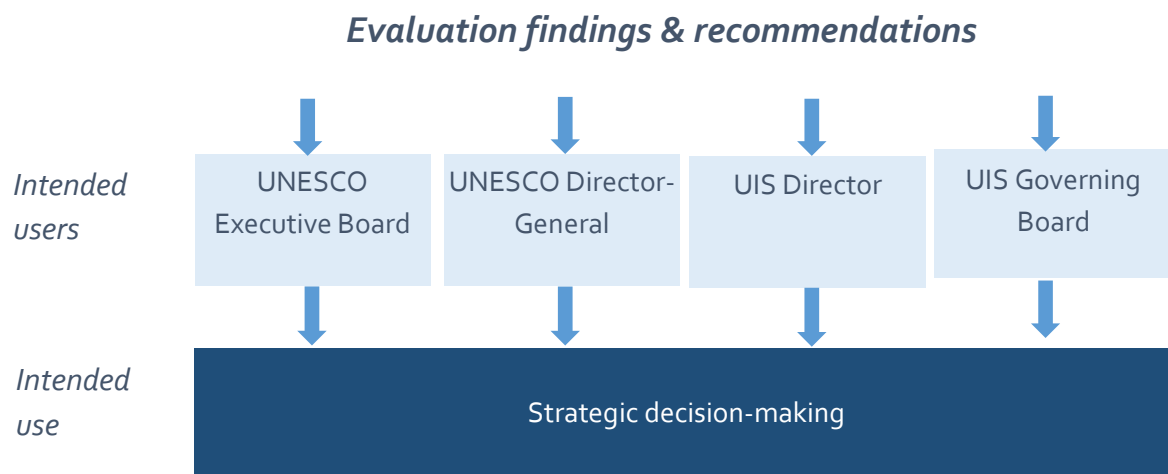 Evaluation findings & recommendations
Intended
users
UNESCO
Executive Board
UNESCO Director-
General
UIS Director
UIS Governing
Board
Intended
use
Strategic decision-making